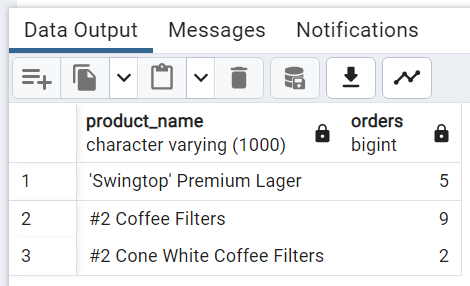 Data Output Messages Notifications
product_name orders
character varying (1000) bigint
1 'Swingtop' Premium Lager 5
2 #2 Coffee Filters 9
3 #2 Cone White Coffee Filters 2